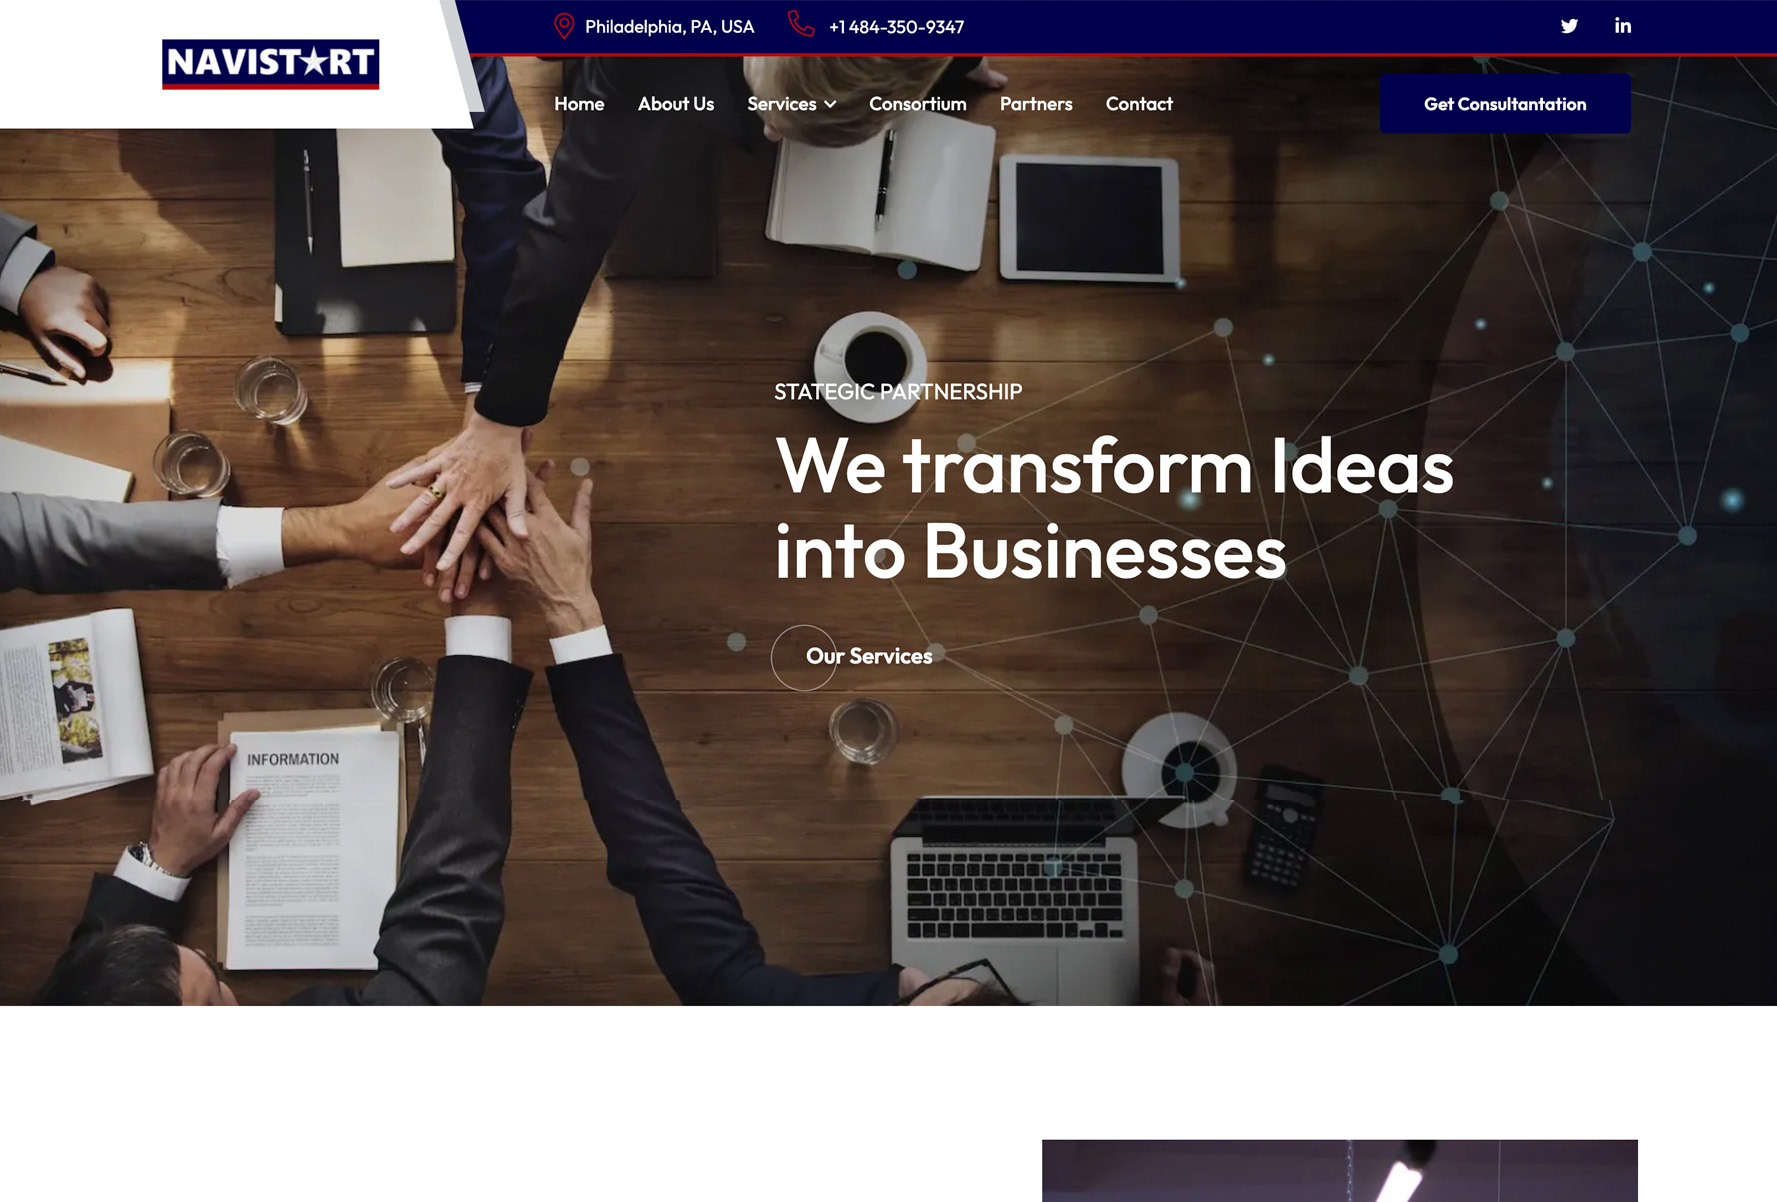 NAVIST★RT
Philadelphia, PA, USA
+1 484-350-9347
Home
About Us
Services
Consortium
Partners
Contact
Get Consultantation
STATEGIC PARTNERSHIP
We transform Ideas
into Businesses
Our Services
INFORMATION